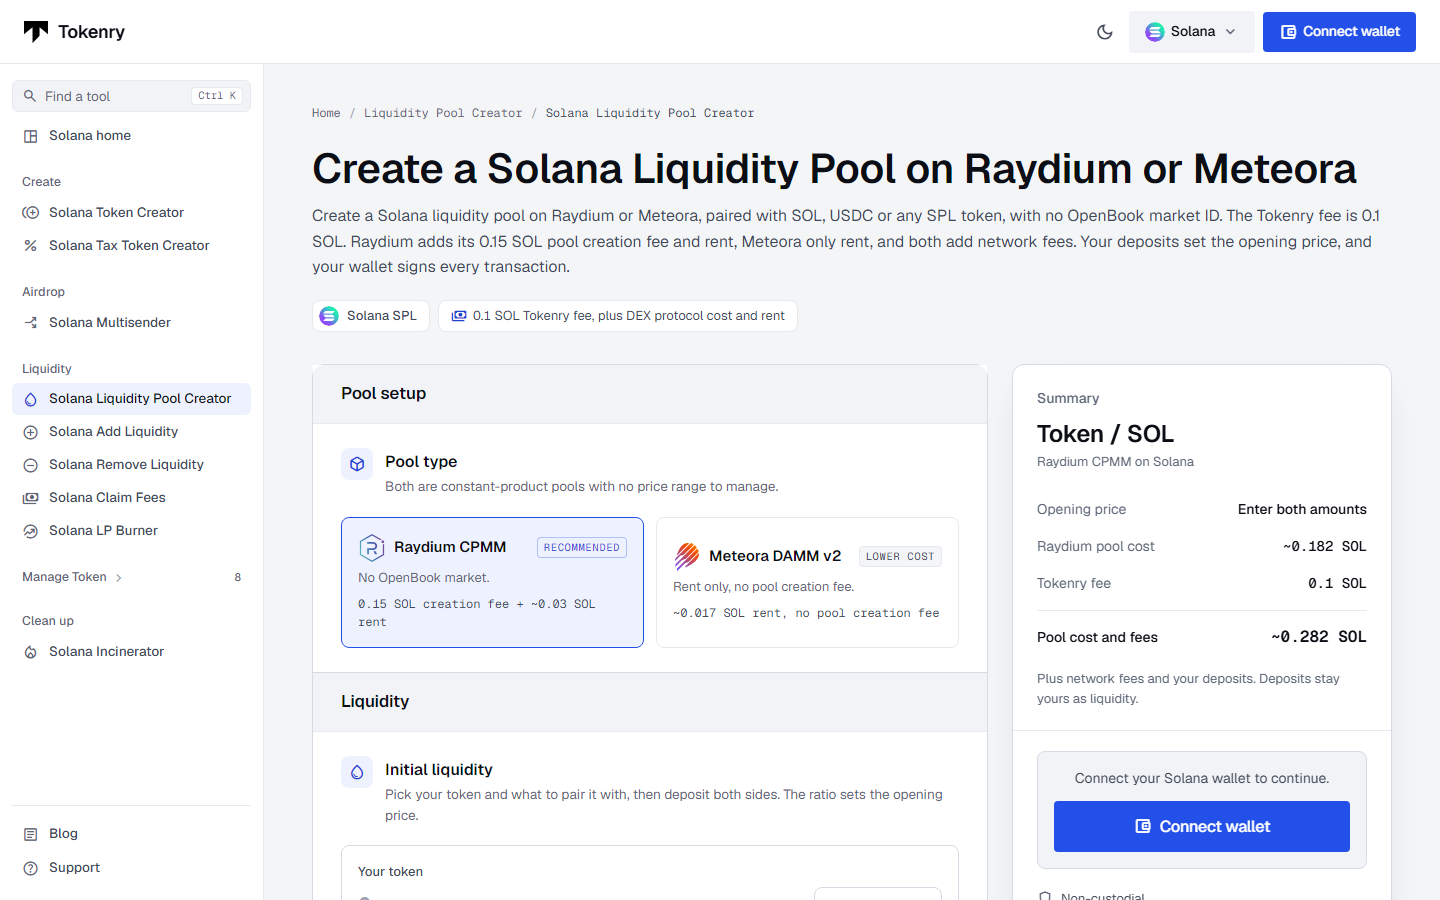 Tokenry
Solana
Connect wallet
Find a tool
Ctrl K
Solana home
Create
Solana Token Creator
Solana Tax Token Creator
Airdrop
Solana Multisender
Liquidity
Solana Liquidity Pool Creator
Solana Add Liquidity
Solana Remove Liquidity
Solana Claim Fees
Solana LP Burner
Manage Token
8
Clean up
Solana Incinerator
Blog
Support
Home / Liquidity Pool Creator / Solana Liquidity Pool Creator
Create a Solana Liquidity Pool on Raydium or Meteora
Create a Solana liquidity pool on Raydium or Meteora, paired with SOL, USDC or any SPL token, with no OpenBook market ID. The Tokenry fee is 0.1
SOL. Raydium adds its 0.15 SOL pool creation fee and rent, Meteora only rent, and both add network fees. Your deposits set the opening price, and
your wallet signs every transaction.
Solana SPL
0.1 SOL Tokenry fee, plus DEX protocol cost and rent
Pool setup
Pool type
Both are constant-product pools with no price range to manage.
Raydium CPMM
RECOMMENDED
No OpenBook market.
0.15 SOL creation fee + ~0.03 SOL
rent
Meteora DAMM v2
LOWER COST
Rent only, no pool creation fee.
~0.017 SOL rent, no pool creation fee
Liquidity
Initial liquidity
Pick your token and what to pair it with, then deposit both sides. The ratio sets the opening
price.
Your token
Summary
Token / SOL
Raydium CPMM on Solana
Opening price
Enter both amounts
Raydium pool cost
~0.182 SOL
Tokenry fee
0.1 SOL
Pool cost and fees
~0.282 SOL
Plus network fees and your deposits. Deposits stay
yours as liquidity.
Connect your Solana wallet to continue.
Connect wallet
Non-custodial